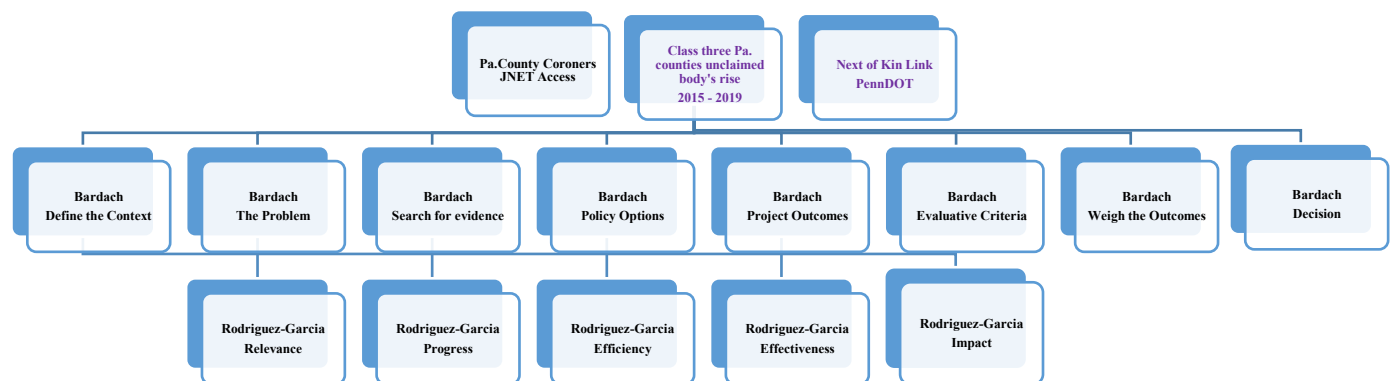 Pa.County Coroners
JNET Access
Class three Pa.
counties unclaimed
body's rise
2015 - 2019
Next of Kin Link
PennDOT
Bardach
Define the Context
Bardach
The Problem
Bardach
Search for evidence
Bardach
Policy Options
Bardach
Project Outcomes
Bardach
Evaluative Criteria
Bardach
Weigh the Outcomes
Bardach
Decision
Rodriguez-Garcia
Relevance
Rodriguez-Garcia
Progress
Rodriguez-Garcia
Efficiency
Rodriguez-Garcia
Effectiveness
Rodriguez-Garcia
Impact